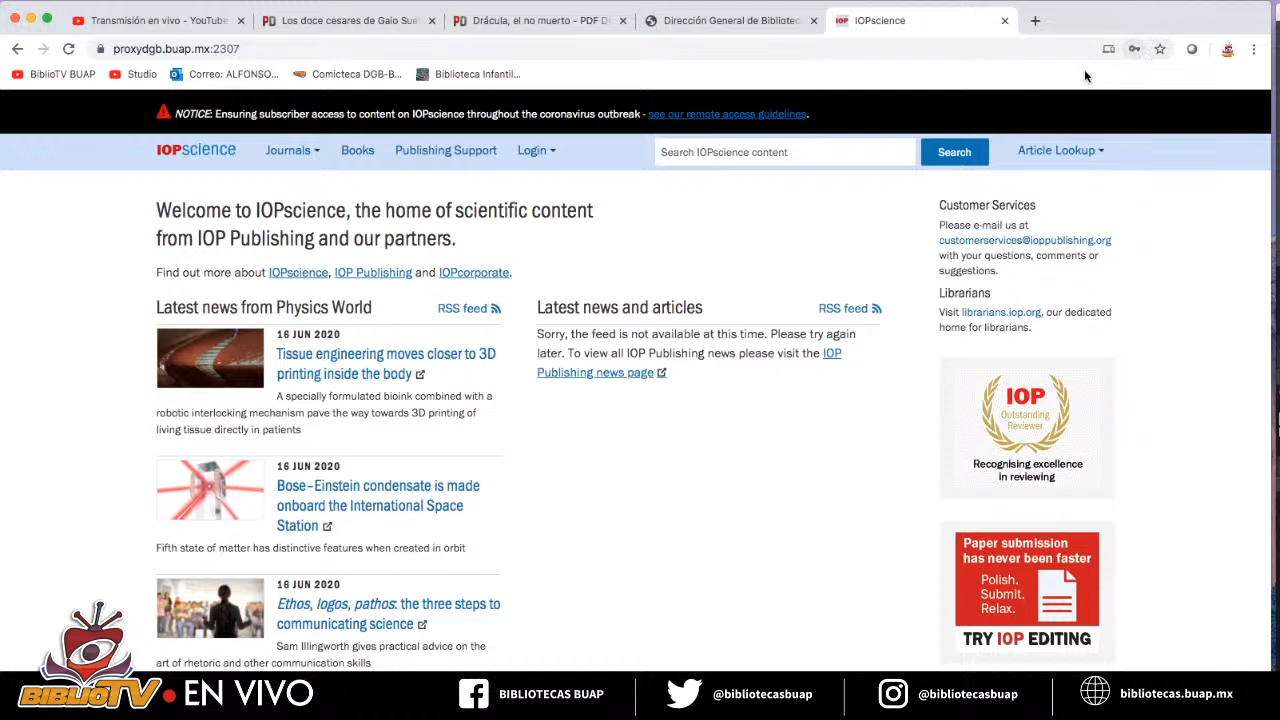 Transmisión en vivo - YouTube
Los doce cesares de Gaio Sue
Drácula, el no muerto - PDF D
Dirección General de Bibliotec
IOPscience
proxydgb.buap.mx:2307
BiblioTV BUAP
Studio
Correo: ALFONSO...
Comicteca DGB-B...
Biblioteca Infantil...
NOTICE: Ensuring subscriber access to content on IOPscience throughout the coronavirus outbreak - see our remote access guidelines.
IOPscience
Journals
Books
Publishing Support
Login
Search IOPscience content
Search
Article Lookup
Welcome to IOPscience, the home of scientific content
from IOP Publishing and our partners.
Find out more about IOPscience, IOP Publishing and IOPcorporate.
Latest news from Physics World
RSS feed
16 JUN 2020
Tissue engineering moves closer to 3D
printing inside the body
A specially formulated bioink combined with a
robotic interlocking mechanism pave the way towards 3D printing of
living tissue directly in patients
16 JUN 2020
Bose–Einstein condensate is made
onboard the International Space
Station
Fifth state of matter has distinctive features when created in orbit
16 JUN 2020
Ethos, logos, pathos: the three steps to
communicating science
Sam Illingworth gives practical advice on the
art of rhetoric and other communication skills
Latest news and articles
RSS feed
Sorry, the feed is not available at this time. Please try again
later. To view all IOP Publishing news please visit the IOP
Publishing news page
Customer Services
Please e-mail us at
customerservices@ioppublishing.org
with your questions, comments or
suggestions.
Librarians
Visit librarians.iop.org, our dedicated
home for librarians.
IOP
Outstanding
Reviewer
Recognising excellence
in reviewing
Paper submission
has never been faster
Polish.
Submit.
Relax.
TRY IOP EDITING
BIBLIOTV
EN VIVO
BIBLIOTECAS BUAP
@bibliotecasbuap
@bibliotecasbuap
bibliotecas.buap.mx